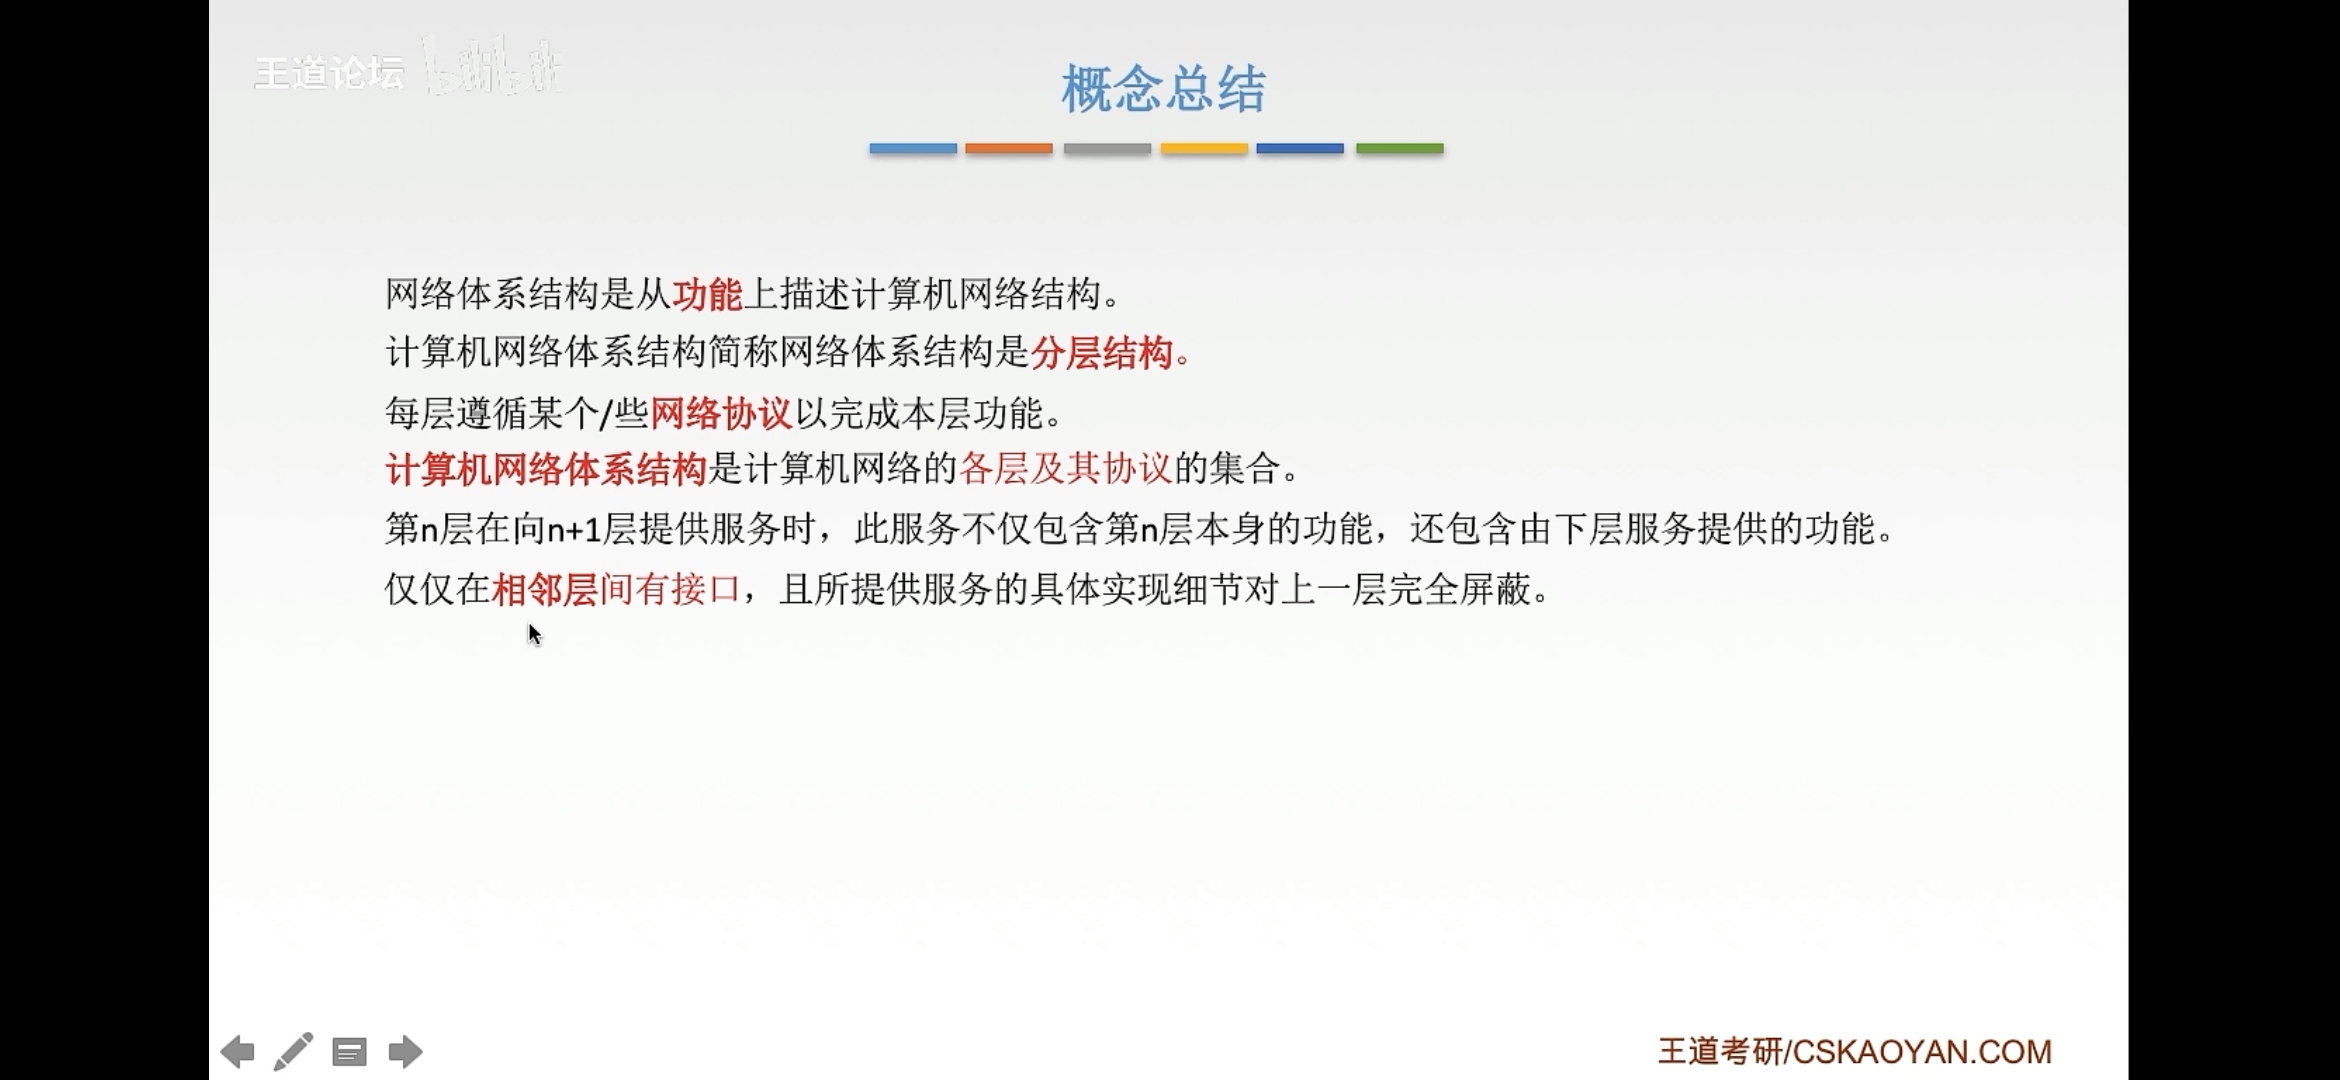 王道论坛 bilibili
概念总结
网络体系结构是从功能上描述计算机网络结构。
计算机网络体系结构简称网络体系结构是分层结构。
每层遵循某个/些网络协议以完成本层功能。
计算机网络体系结构是计算机网络的各层及其协议的集合。
第n层在向n+1层提供服务时，此服务不仅包含第n层本身的功能，还包含由下层服务提供的功能。
仅仅在相邻层间有接口，且所提供服务的具体实现细节对上一层完全屏蔽。
王道考研/CSKAOYAN.COM